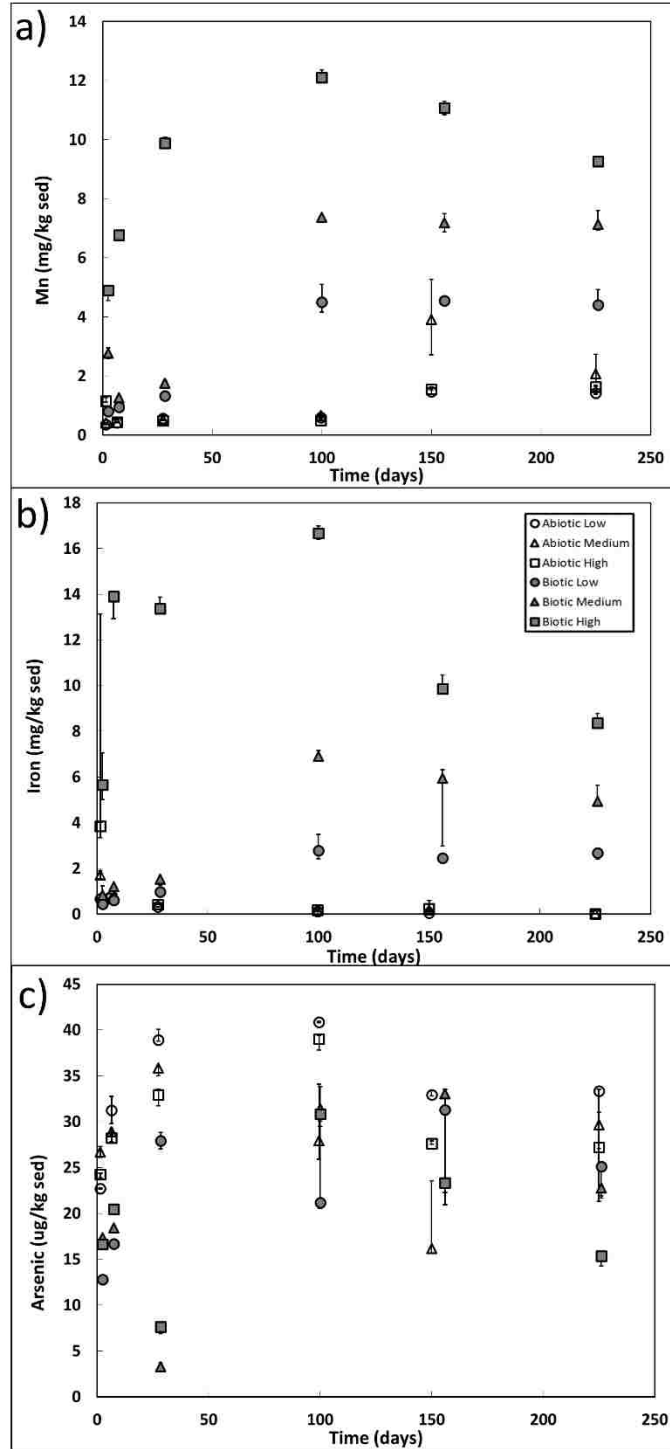 a)
14
12
10
8
6
4
2
0
Mn (mg/kg sed)
0 50 100 150 200 250
Time (days)
b)
18
16
14
12
10
8
6
4
2
0
Iron (mg/kg sed)
Abiotic Low
Abiotic Medium
Abiotic High
Biotic Low
Biotic Medium
Biotic High
0 50 100 150 200 250
Time (days)
c)
45
40
35
30
25
20
15
10
5
0
Arsenic (ug/kg sed)
0 50 100 150 200 250
Time (days)